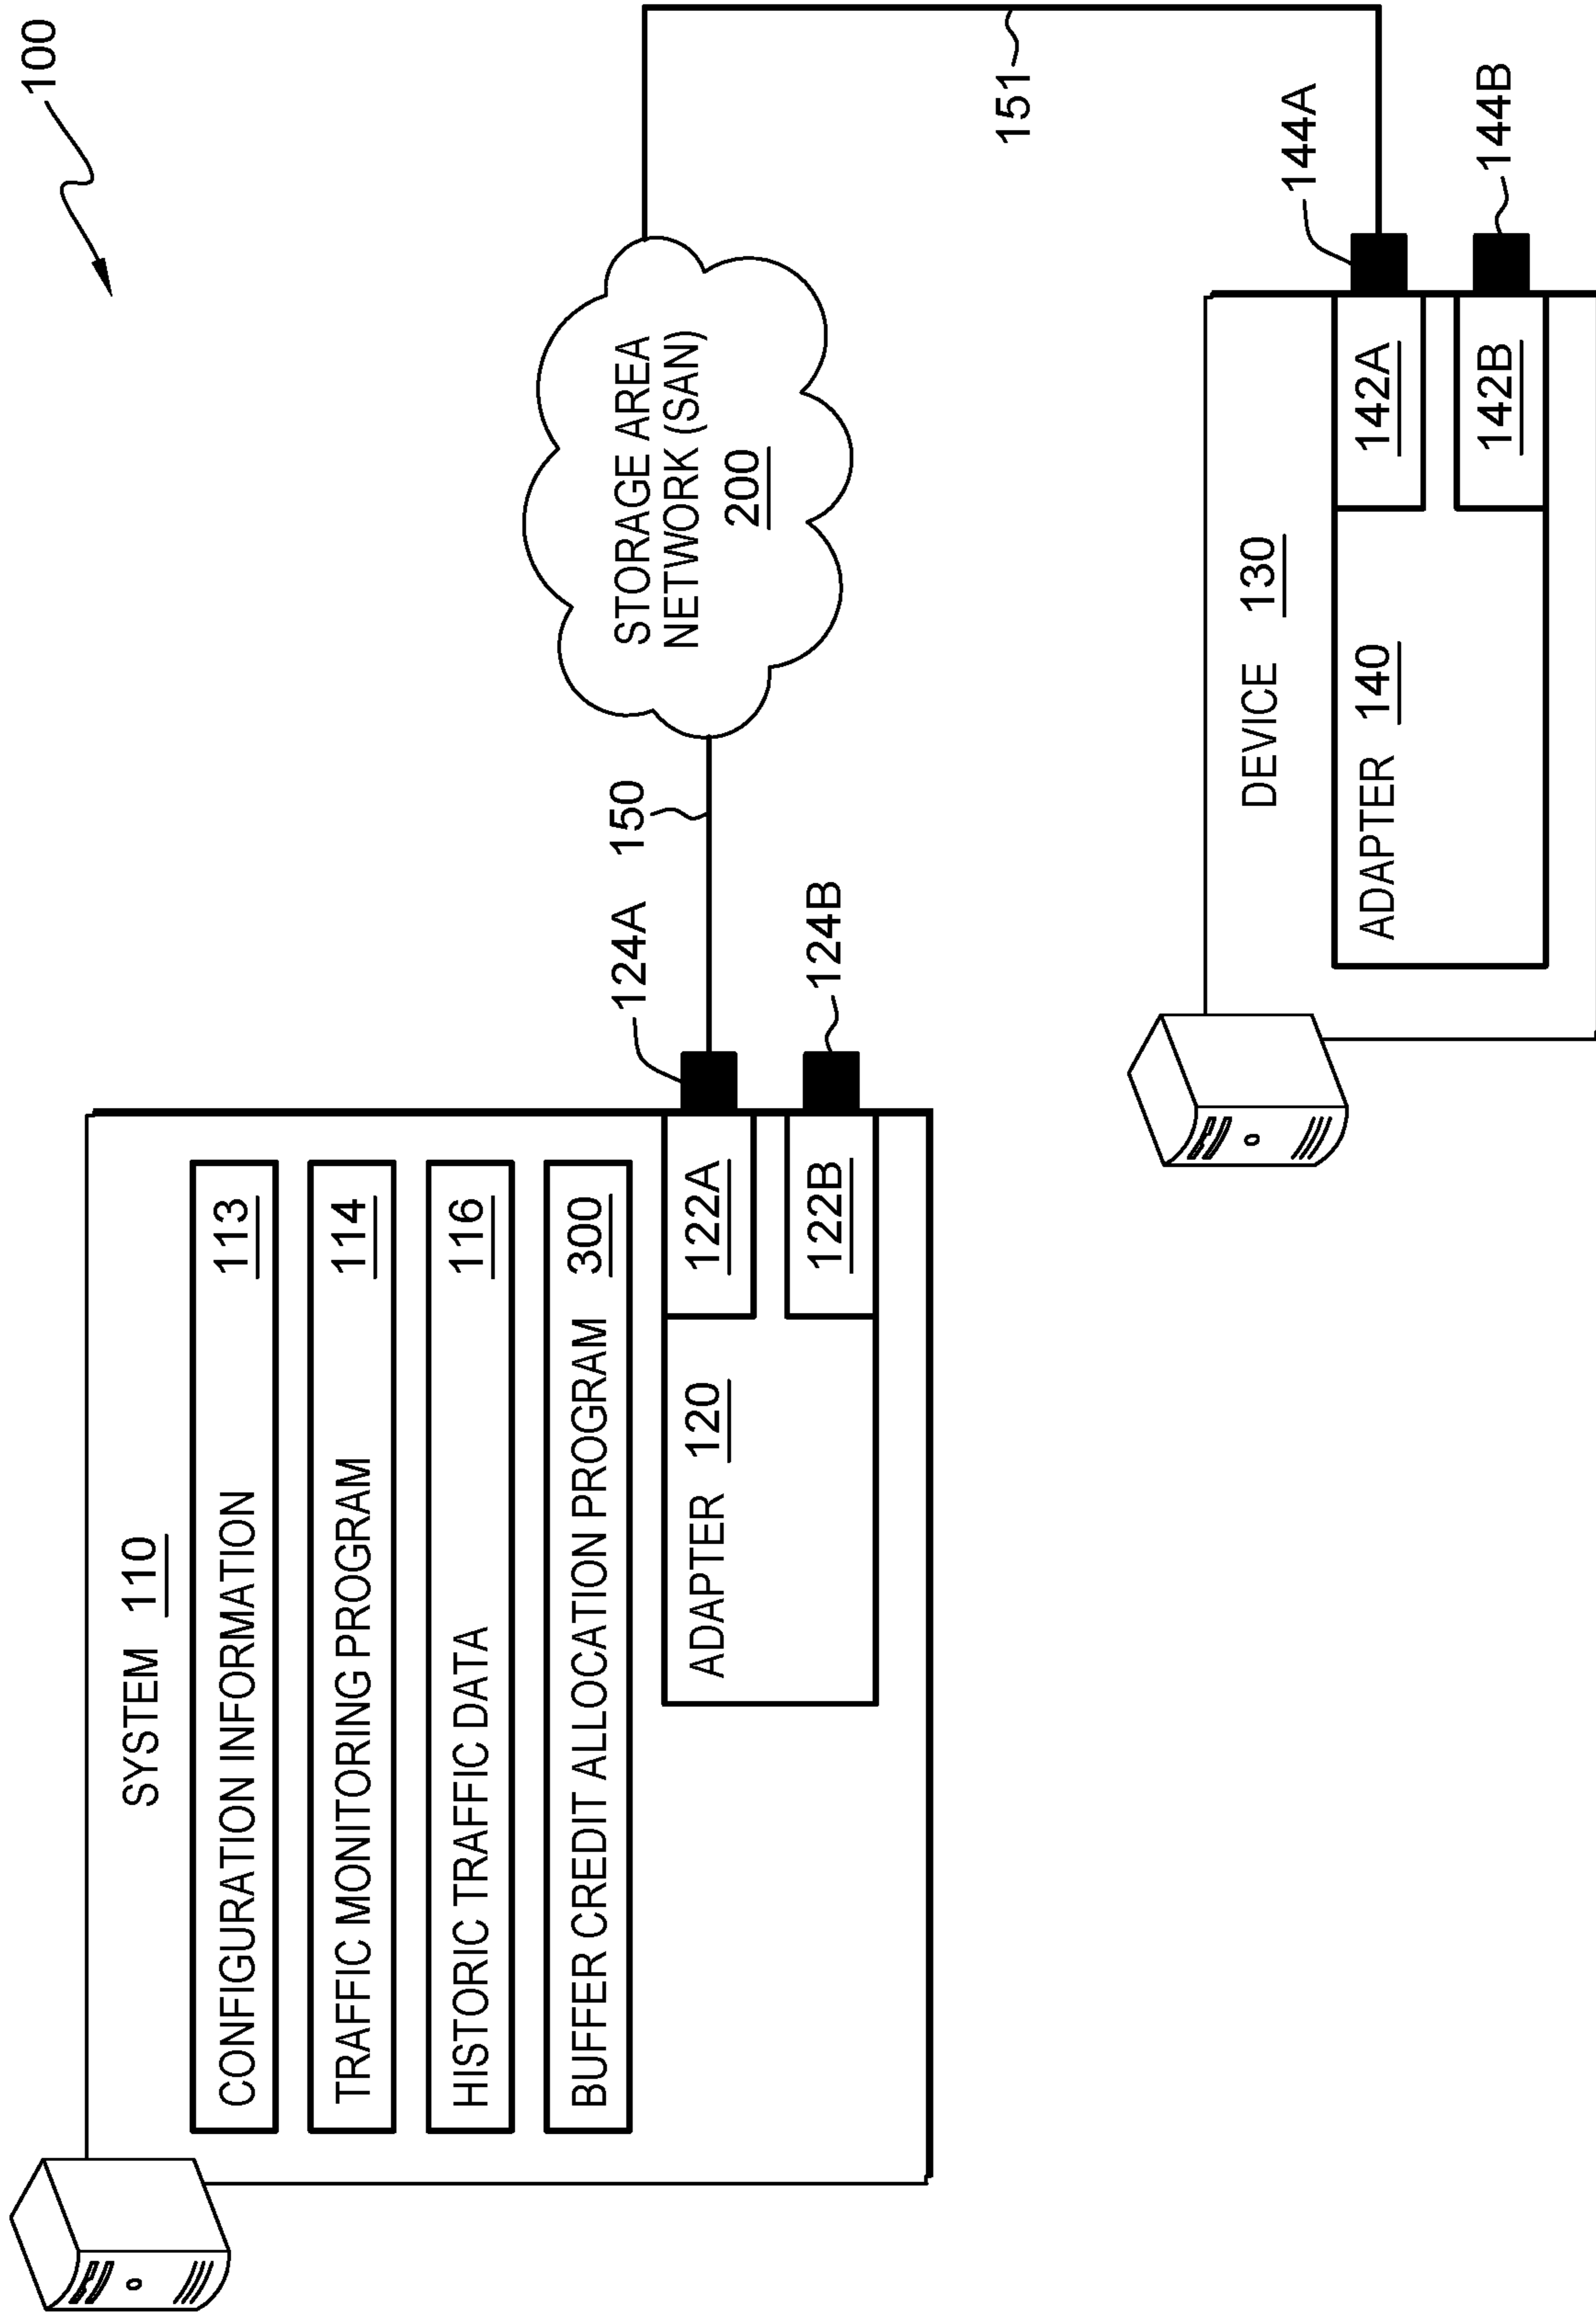 100
SYSTEM 110
CONFIGURATION INFORMATION 113
TRAFFIC MONITORING PROGRAM 114
HISTORIC TRAFFIC DATA 116
BUFFER CREDIT ALLOCATION PROGRAM 300
ADAPTER 120
122A
122B
124A
124B
150
STORAGE AREA
NETWORK (SAN)
200
151
DEVICE 130
ADAPTER 140
142A
142B
144A
144B